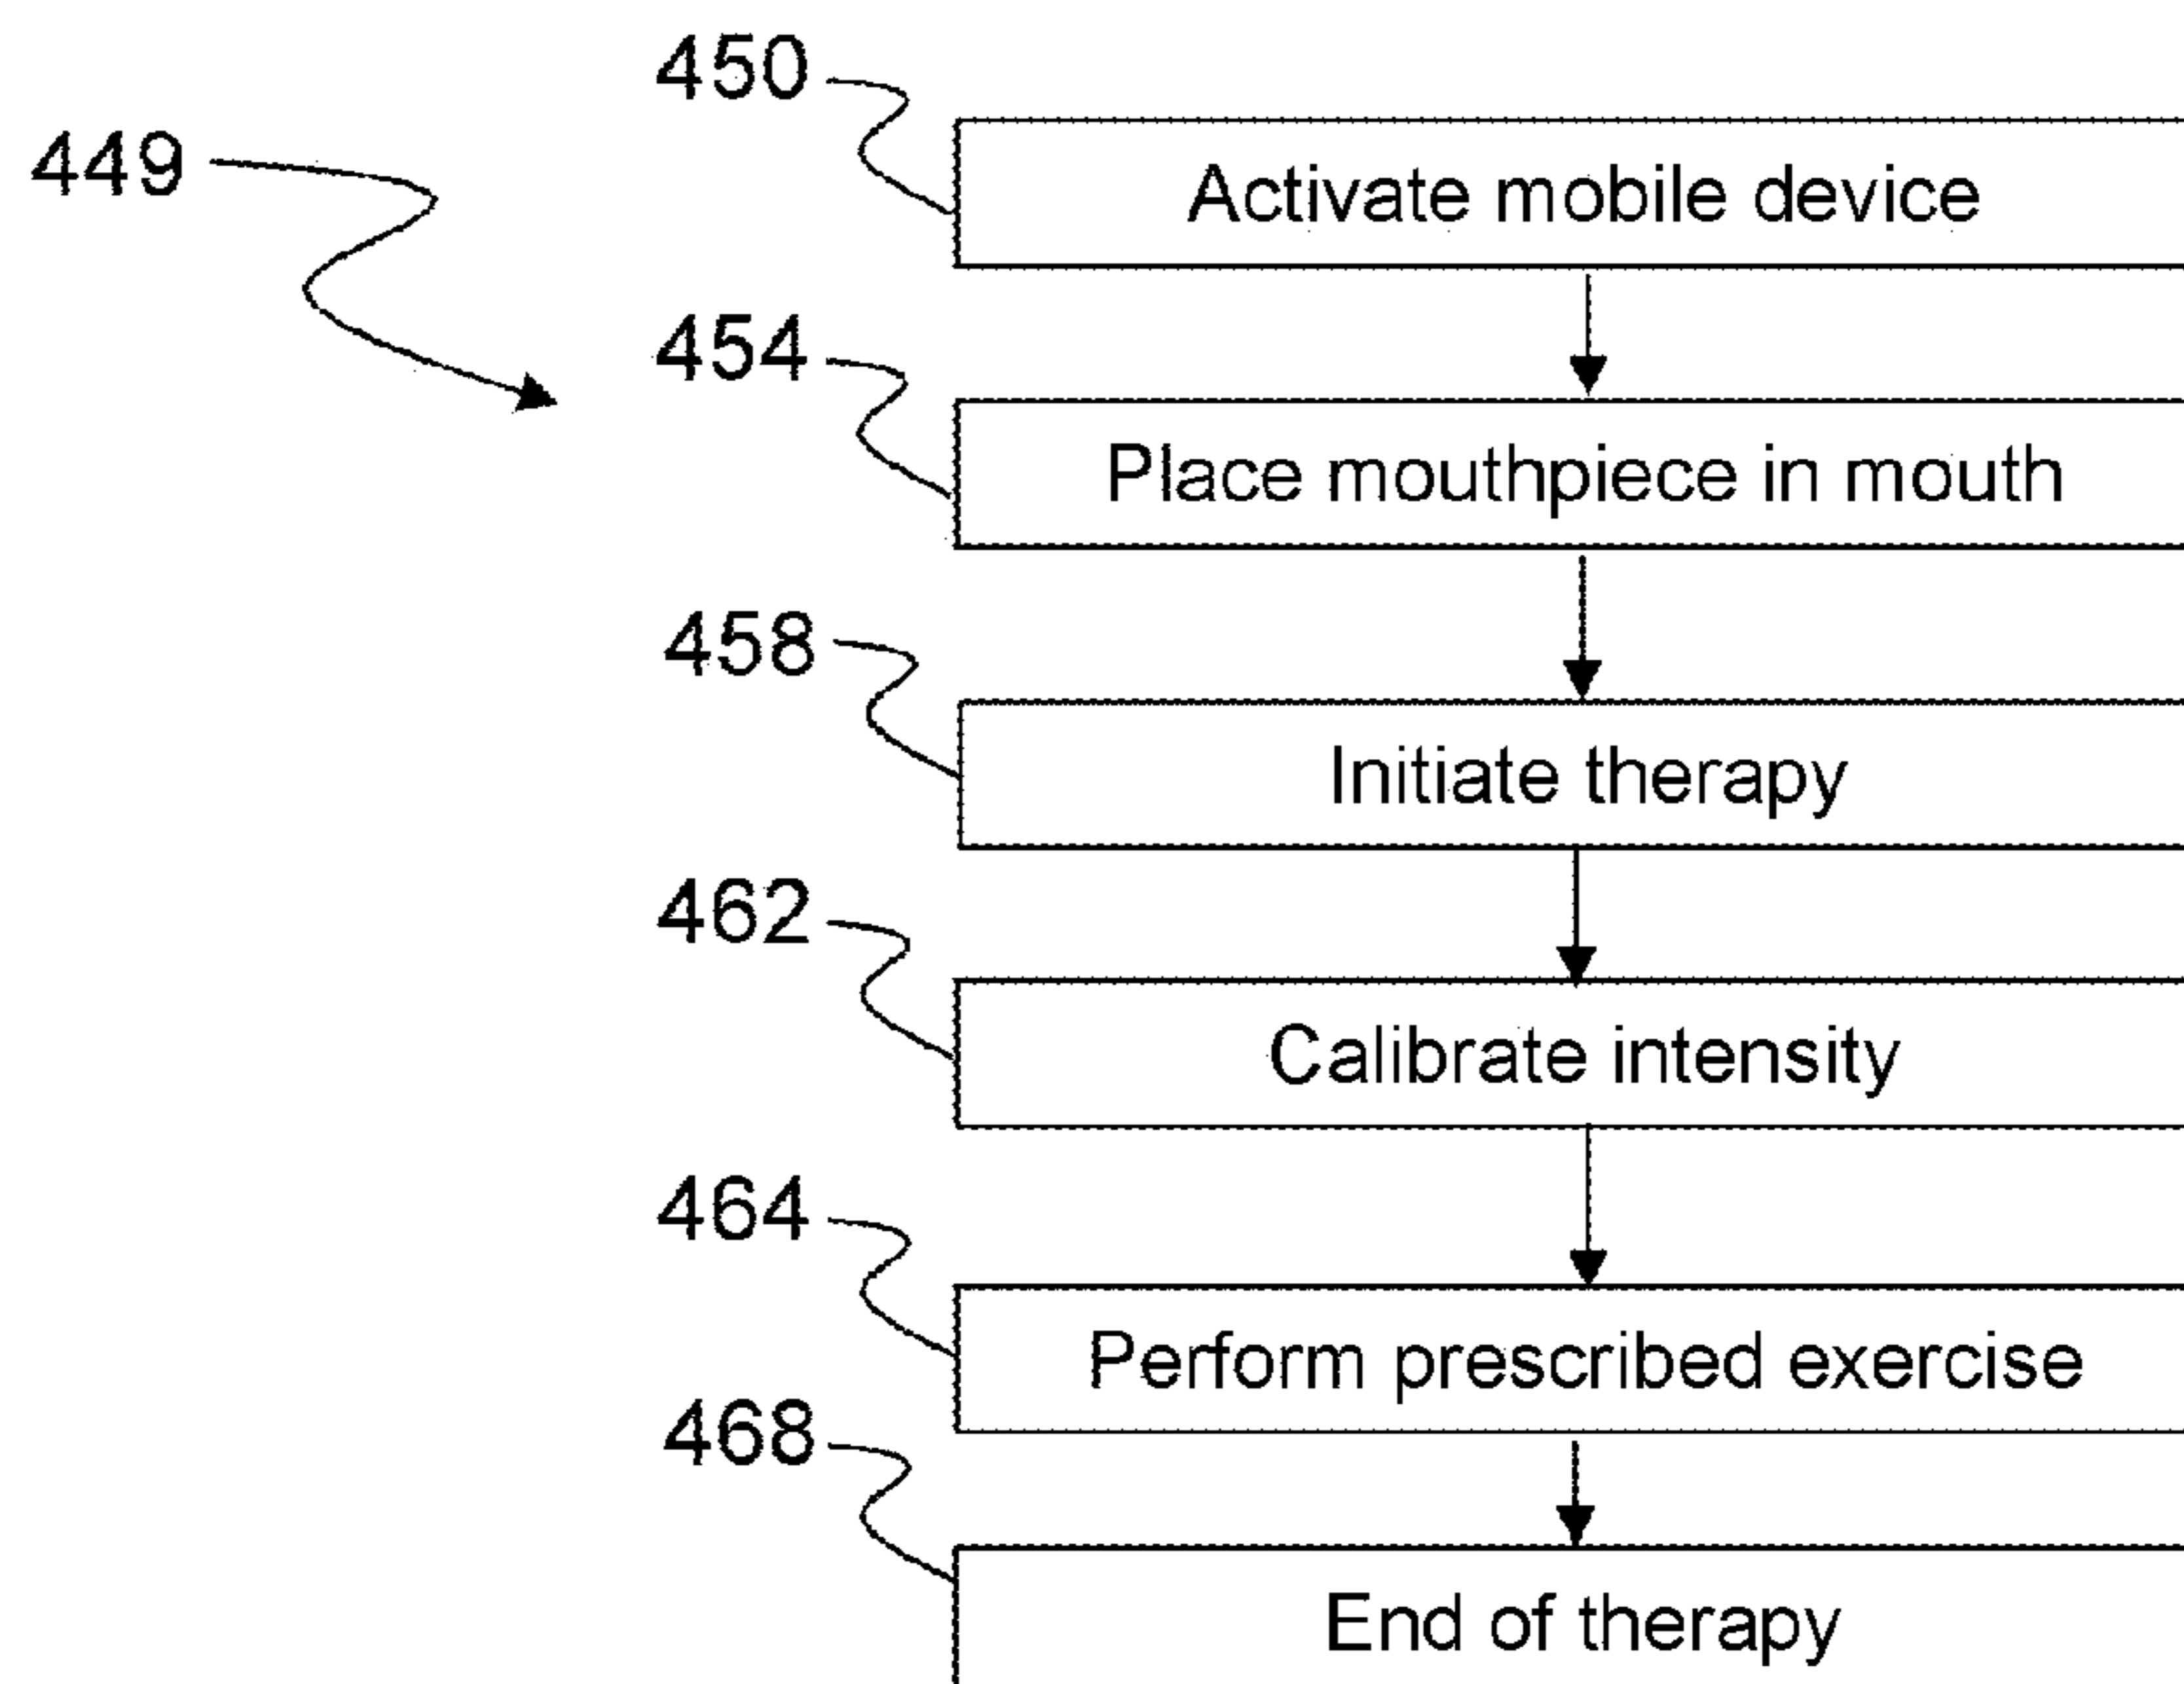 450
449
Activate mobile device
454
Place mouthpiece in mouth
458
Initiate therapy
462
Calibrate intensity
464
Perform prescribed exercise
468
End of therapy